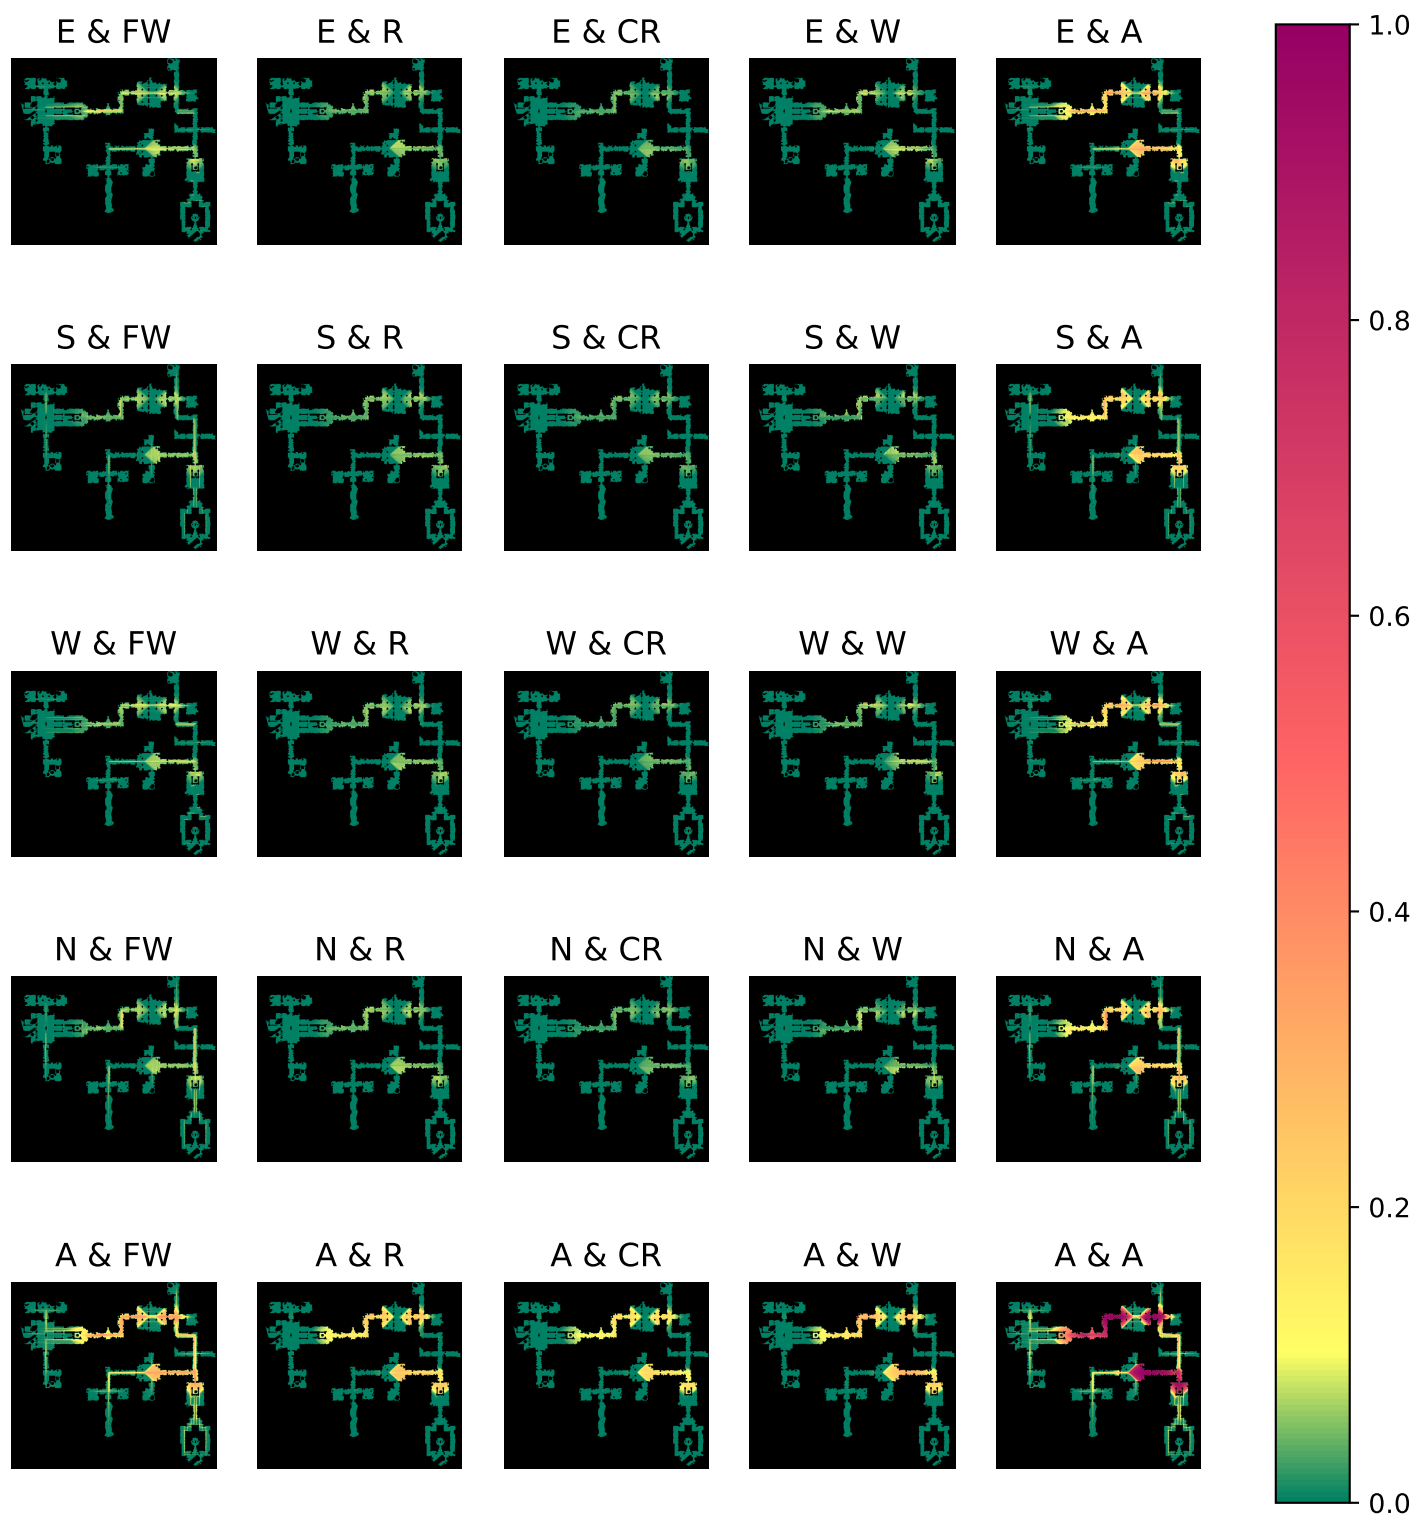 E & FW
E & R
E & CR
E & W
E & A
1.0
S & FW
S & R
S & CR
S & W
S & A
0.8
W & FW
W & R
W & CR
W & W
W & A
0.6
N & FW
N & R
N & CR
N & W
N & A
0.4
0.2
A & FW
A & R
A & CR
A & W
A & A
0.0